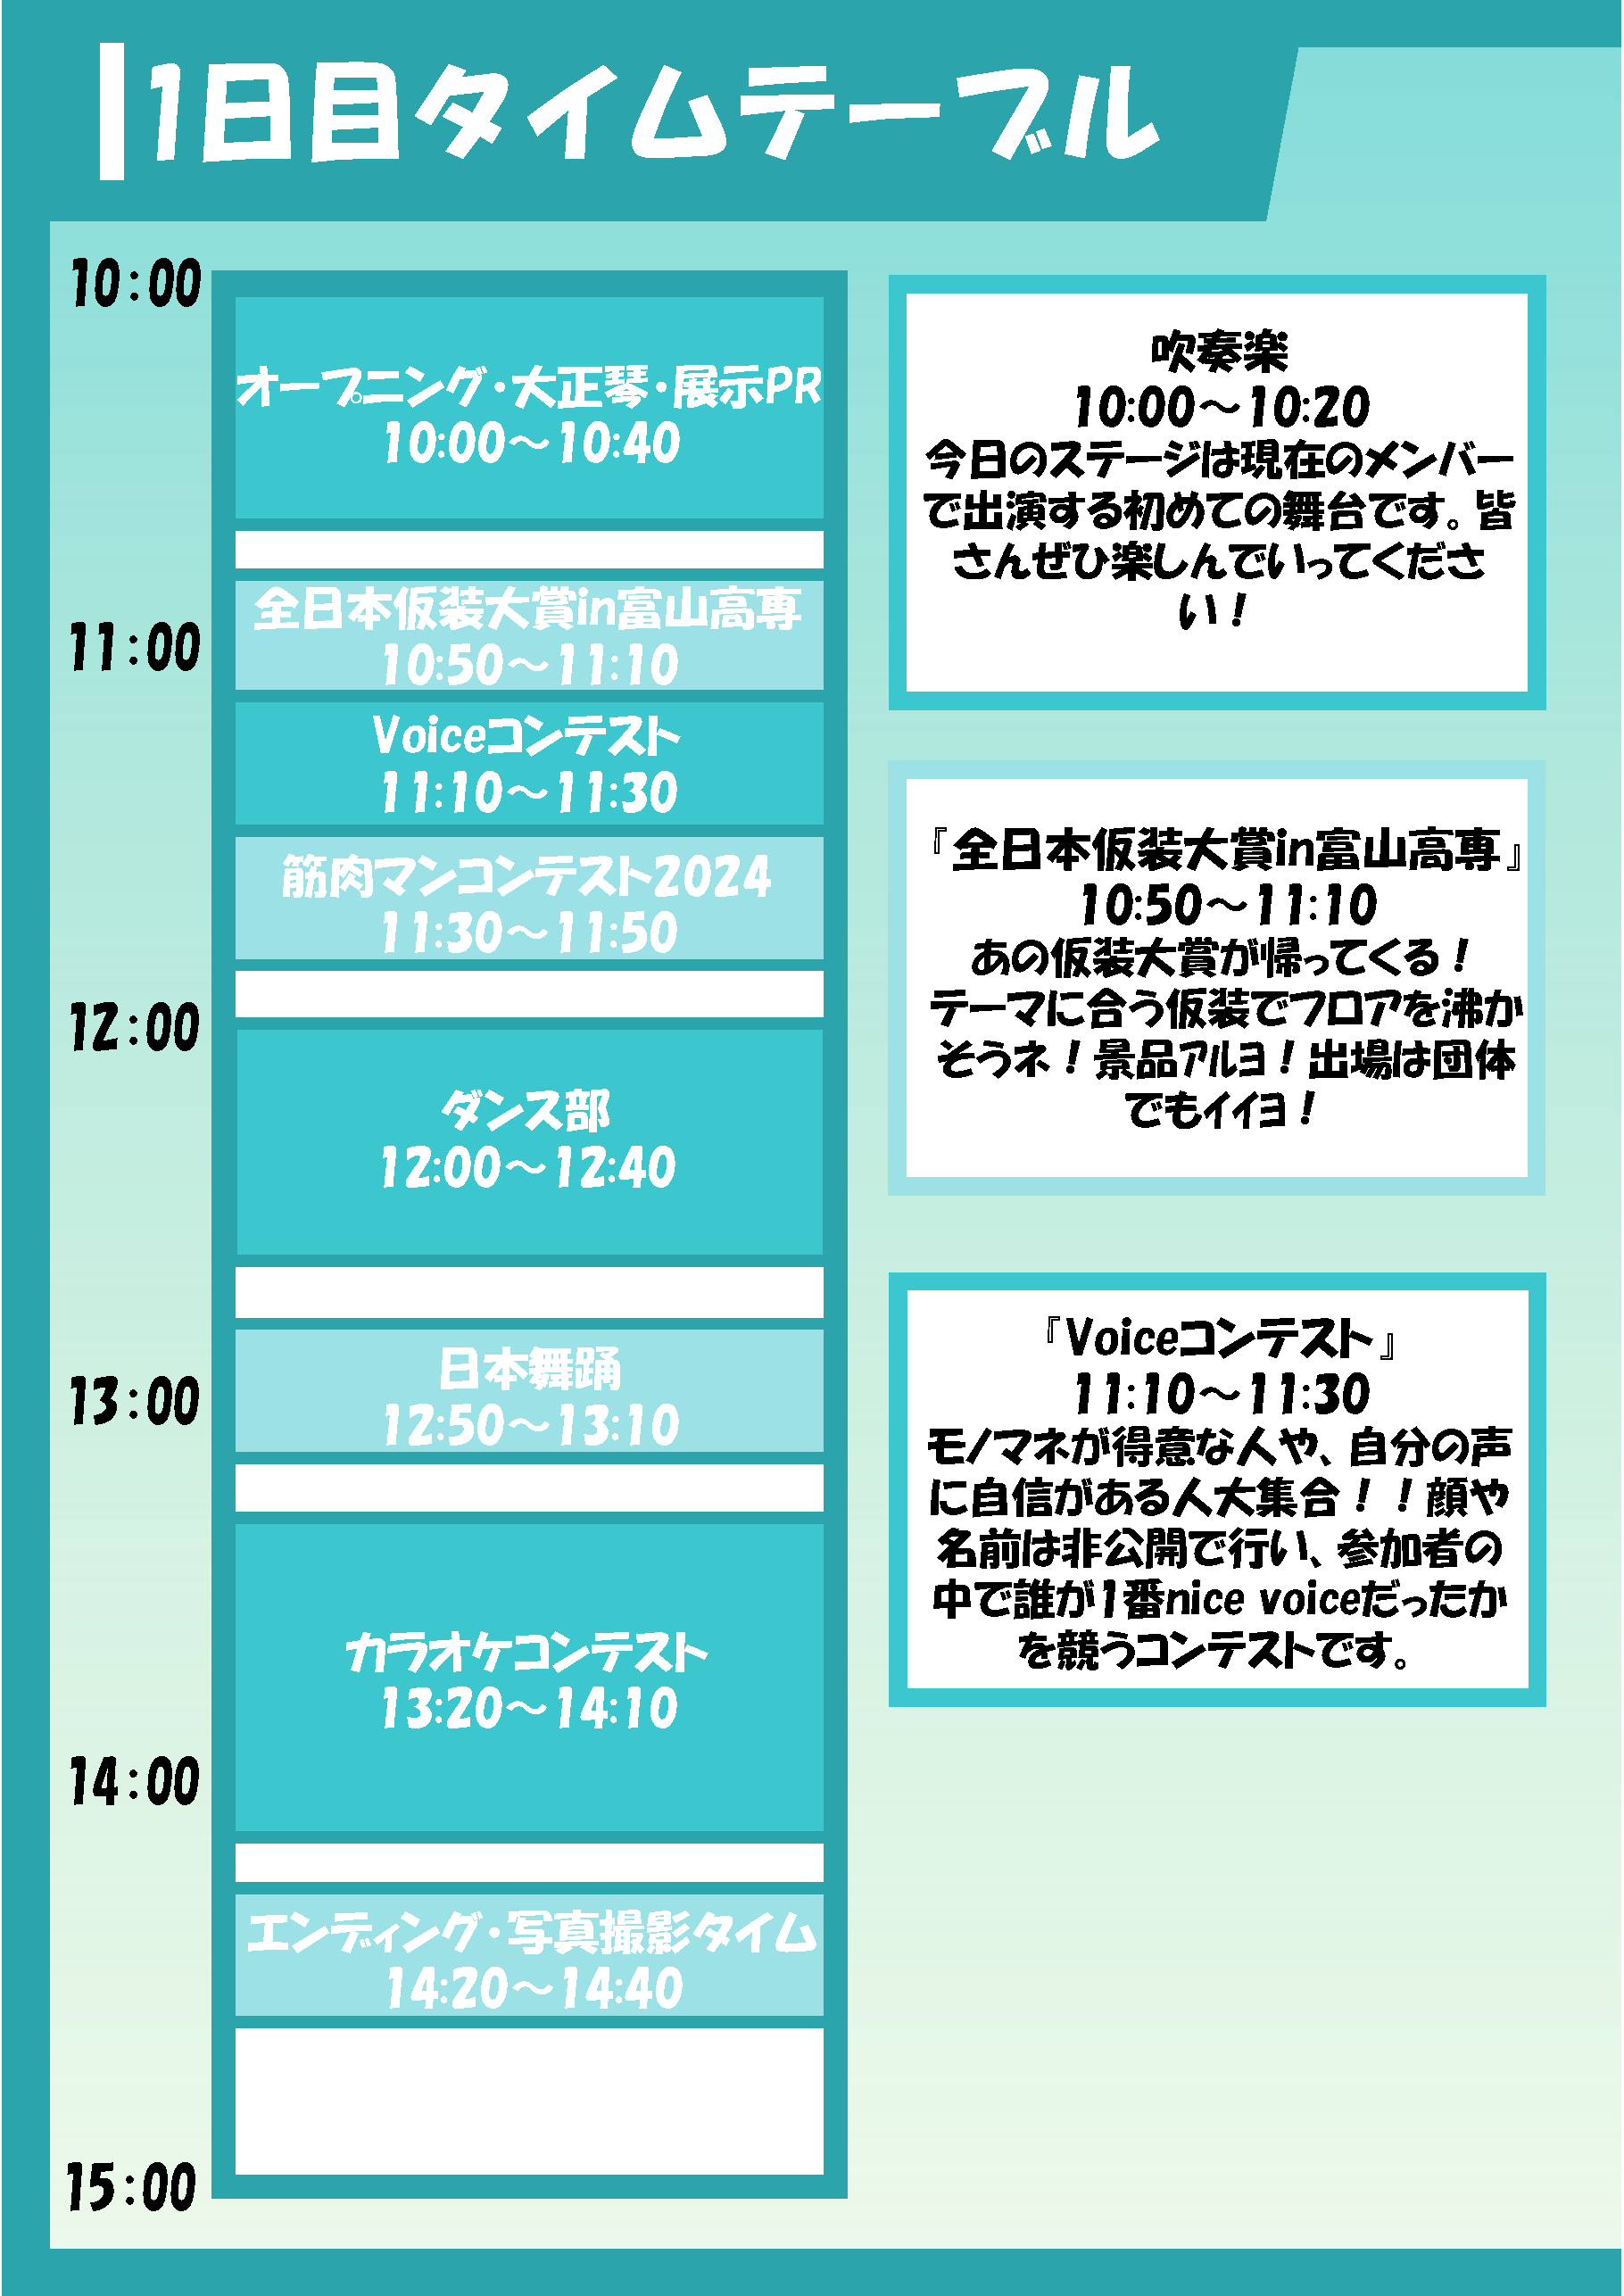 1日目タイムテーブル
10:00
オープニング・大正琴・展示PR
10:00～10:40
全日本仮装大賞in富山高専
11:00
10:50～11:10
Voiceコンテスト
11:10～11:30
筋肉マンコンテスト2024
11:30～11:50
12:00
ダンス部
12:00～12:40
日本舞踊
13:00
12:50～13:10
カラオケコンテスト
13:20～14:10
14:00
エンディング・写真撮影タイム
14:20～14:40
15:00
吹奏楽
10:00～10:20
今日のステージは現在のメンバー
で出演する初めての舞台です。皆
さんぜひ楽しんでいってくださ
い！
『全日本仮装大賞in富山高専』
10:50～11:10
あの仮装大賞が帰ってくる！
テーマに合う仮装でフロアを沸か
そうネ！景品ｱﾙﾖ！出場は団体
でもｲｲﾖ！
『Voiceコンテスト』
11:10～11:30
モノマネが得意な人や、自分の声
に自信がある人大集合！！顔や
名前は非公開で行い、参加者の
中で誰が1番nice voiceだったか
を競うコンテストです。